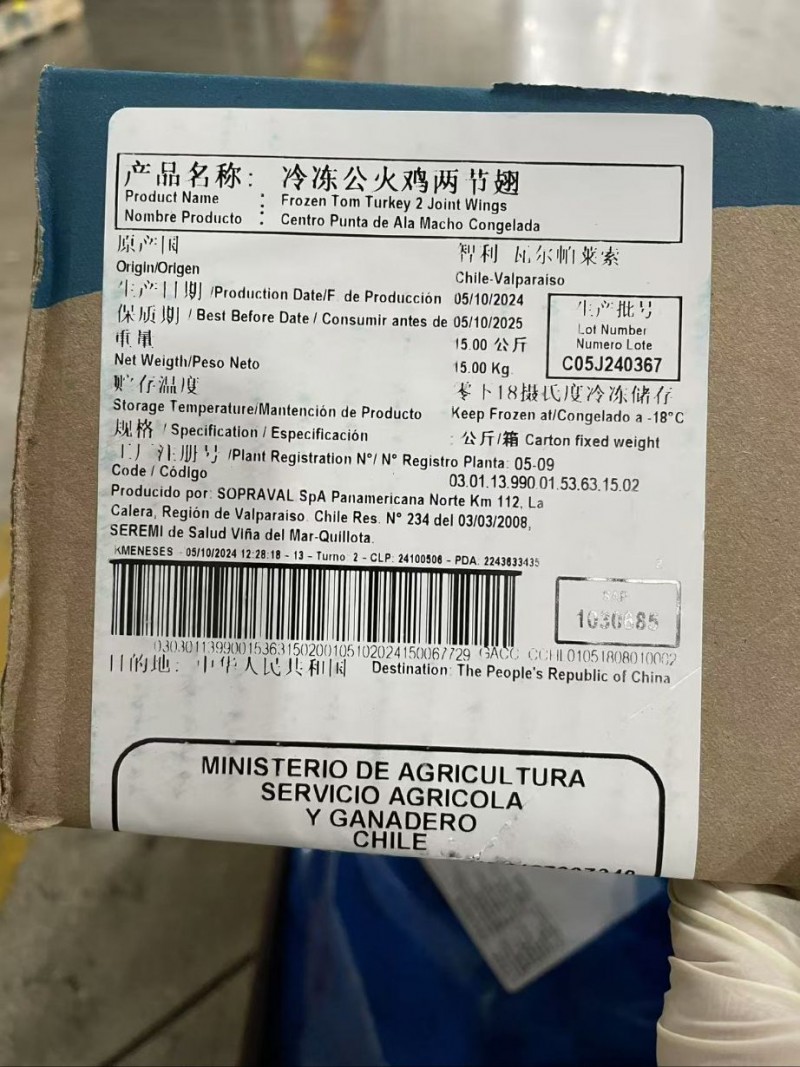 产品名称: 冷冻公火鸡两节翅
Product Name : Frozen Tom Turkey 2 Joint Wings
Nombre Producto : Centro Punta de Ala Macho Congelada
原产国 智利 瓦尔帕莱索
Origin/Origen Chile-Valparaiso
生产日期 /Production Date/F. de Producción 05/10/2024
保质期 / Best Before Date / Consumir antes de 05/10/2025
生产批号
Lot Number
Numero Lote
C05J240367
重量 15.00 公斤
Net Weigth/Peso Neto 15.00 Kg.
贮存温度 零下18摄氏度冷冻储存
Storage Temperature/Mantención de Producto Keep Frozen at/Congelado a -18°C
规格 / Specification / Especificación : 公斤/箱 Carton fixed weight
工厂注册号 /Plant Registration N°/ N° Registro Planta: 05-09
Code / Código 03.01.13.990.01.53.63.15.02
Producido por: SOPRAVAL SpA Panamericana Norte Km 112, La
Calera, Región de Valparaiso. Chile Res. N° 234 del 03/03/2008,
SEREMI de Salud Viña del Mar-Quillota.
KMENESES - 05/10/2024 12:28:18 - 13 - Turno: 2 - CLP: 24100506 - PDA: 2243633435
1030685
03030113990015363150200105102024150067729 GACC CCHL01051808010002
目的地: 中华人民共和国 Destination: The People's Republic of China
MINISTERIO DE AGRICULTURA
SERVICIO AGRICOLA
Y GANADERO
CHILE